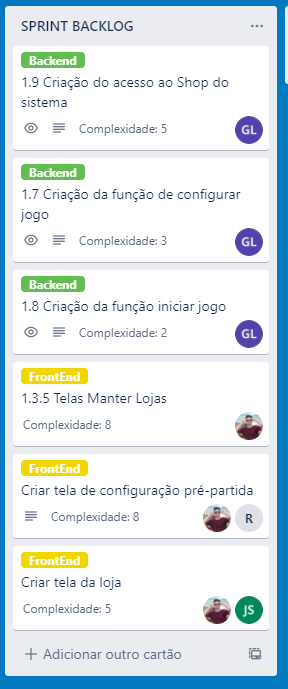 SPRINT BACKLOG
Backend
1.9 Criação do acesso ao Shop do
sistema
Complexidade: 5
GL
Backend
1.7 Criação da função de configurar
jogo
Complexidade: 3
GL
Backend
1.8 Criação da função iniciar jogo
Complexidade: 2
GL
FrontEnd
1.3.5 Telas Manter Lojas
Complexidade: 8
FrontEnd
Criar tela de configuração pré-partida
Complexidade: 8
R
FrontEnd
Criar tela da loja
Complexidade: 5
JS
Adicionar outro cartão